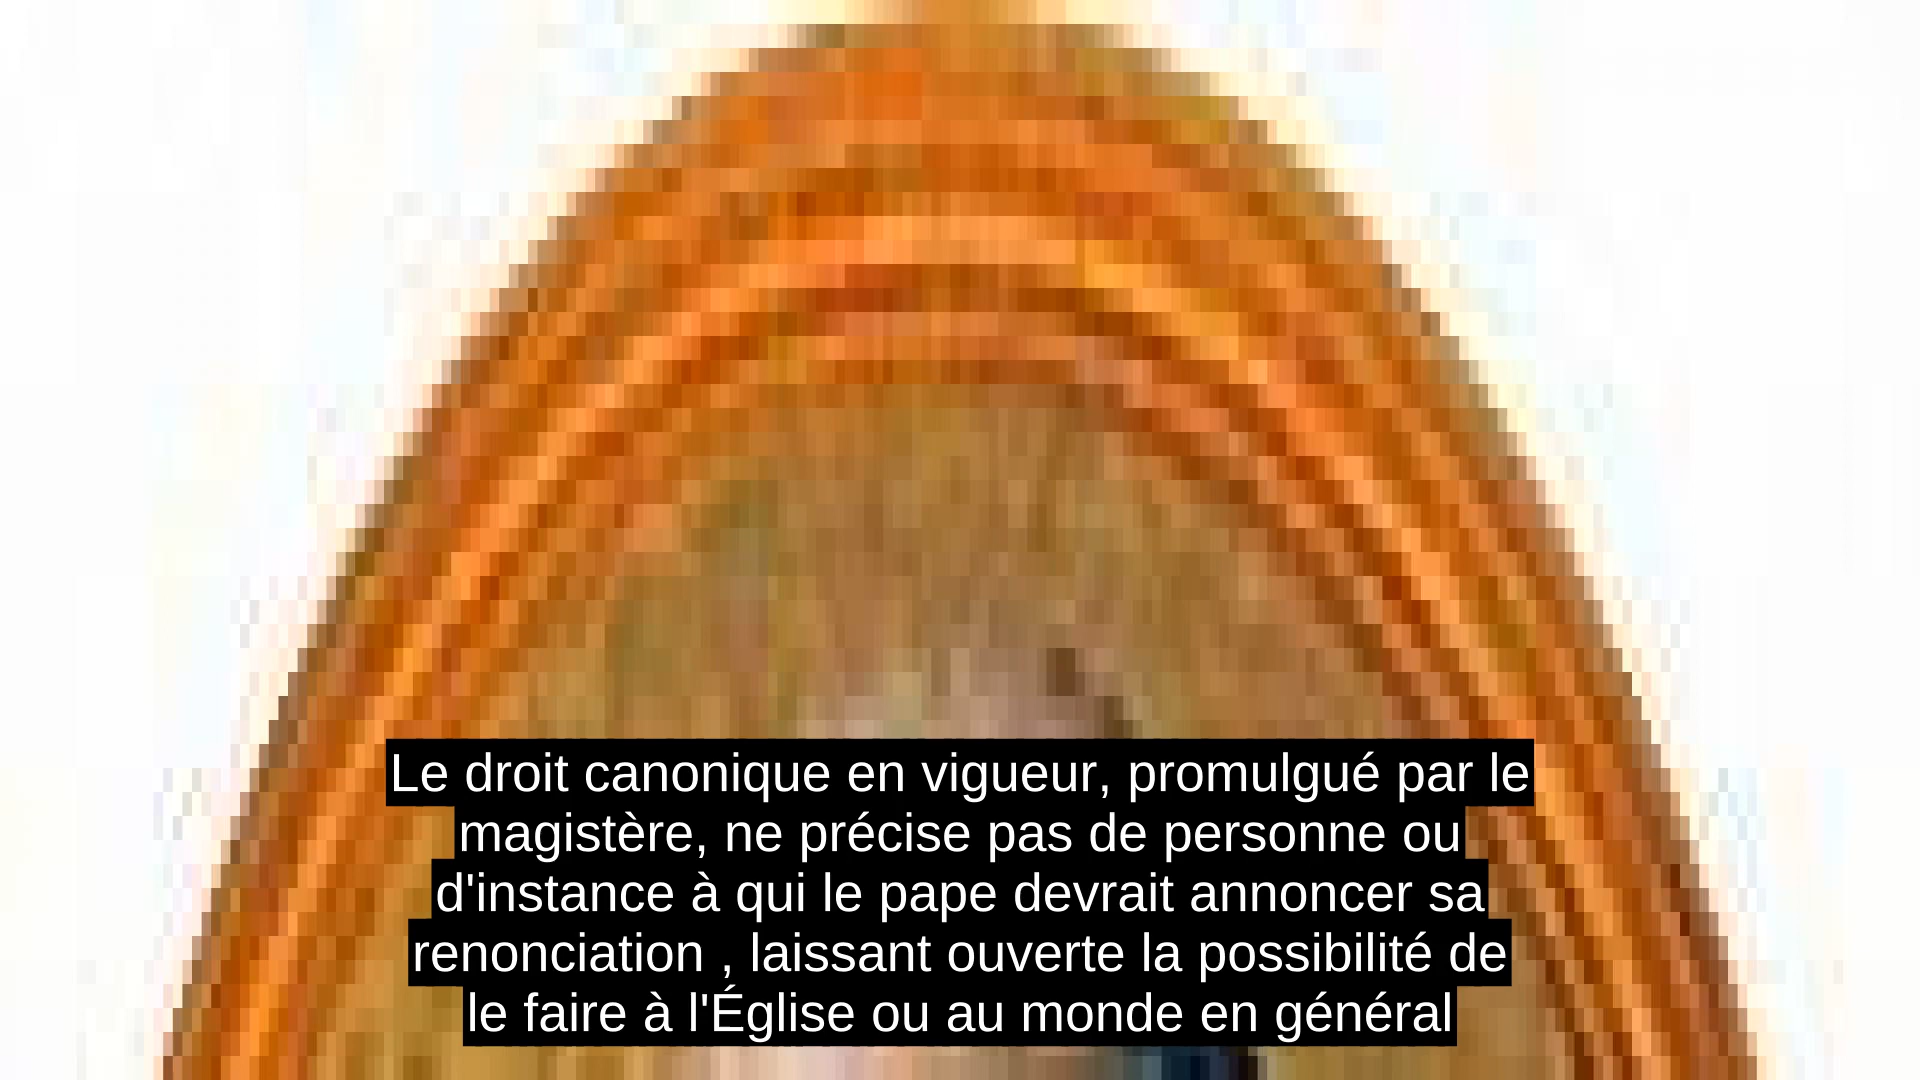 Le droit canonique en vigueur, promulgué par le
magistère, ne précise pas de personne ou
d'instance à qui le pape devrait annoncer sa
renonciation , laissant ouverte la possibilité de
le faire à l'Église ou au monde en général